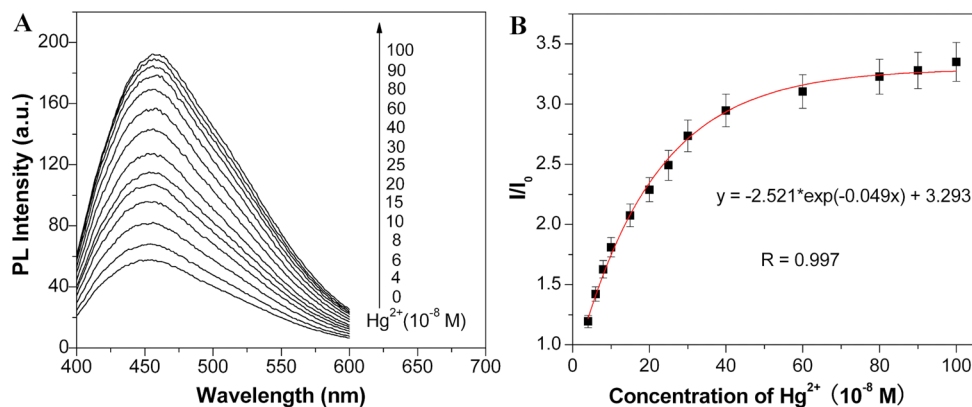 A
PL Intensity (a.u.)
200
160
120
80
40
0
400 450 500 550 600 650 700
Wavelength (nm)
100
90
80
60
40
30
25
20
15
10
8
6
4
0
Hg²⁺(10⁻⁸ M)
B
I/I₀
3.5
3.0
2.5
2.0
1.5
1.0
y = -2.521*exp(-0.049x) + 3.293
R = 0.997
0 20 40 60 80 100
Concentration of Hg²⁺ (10⁻⁸ M)